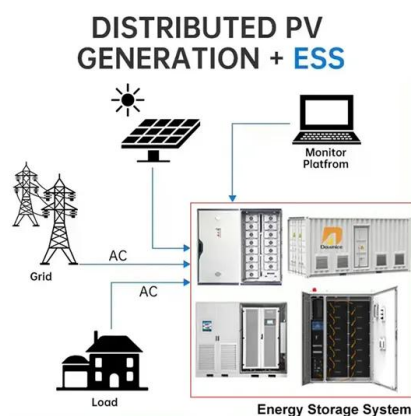 DISTRIBUTED PV
GENERATION + ESS
Monitor
Platfrom
AC
Grid
AC
Load
Energy Storage System